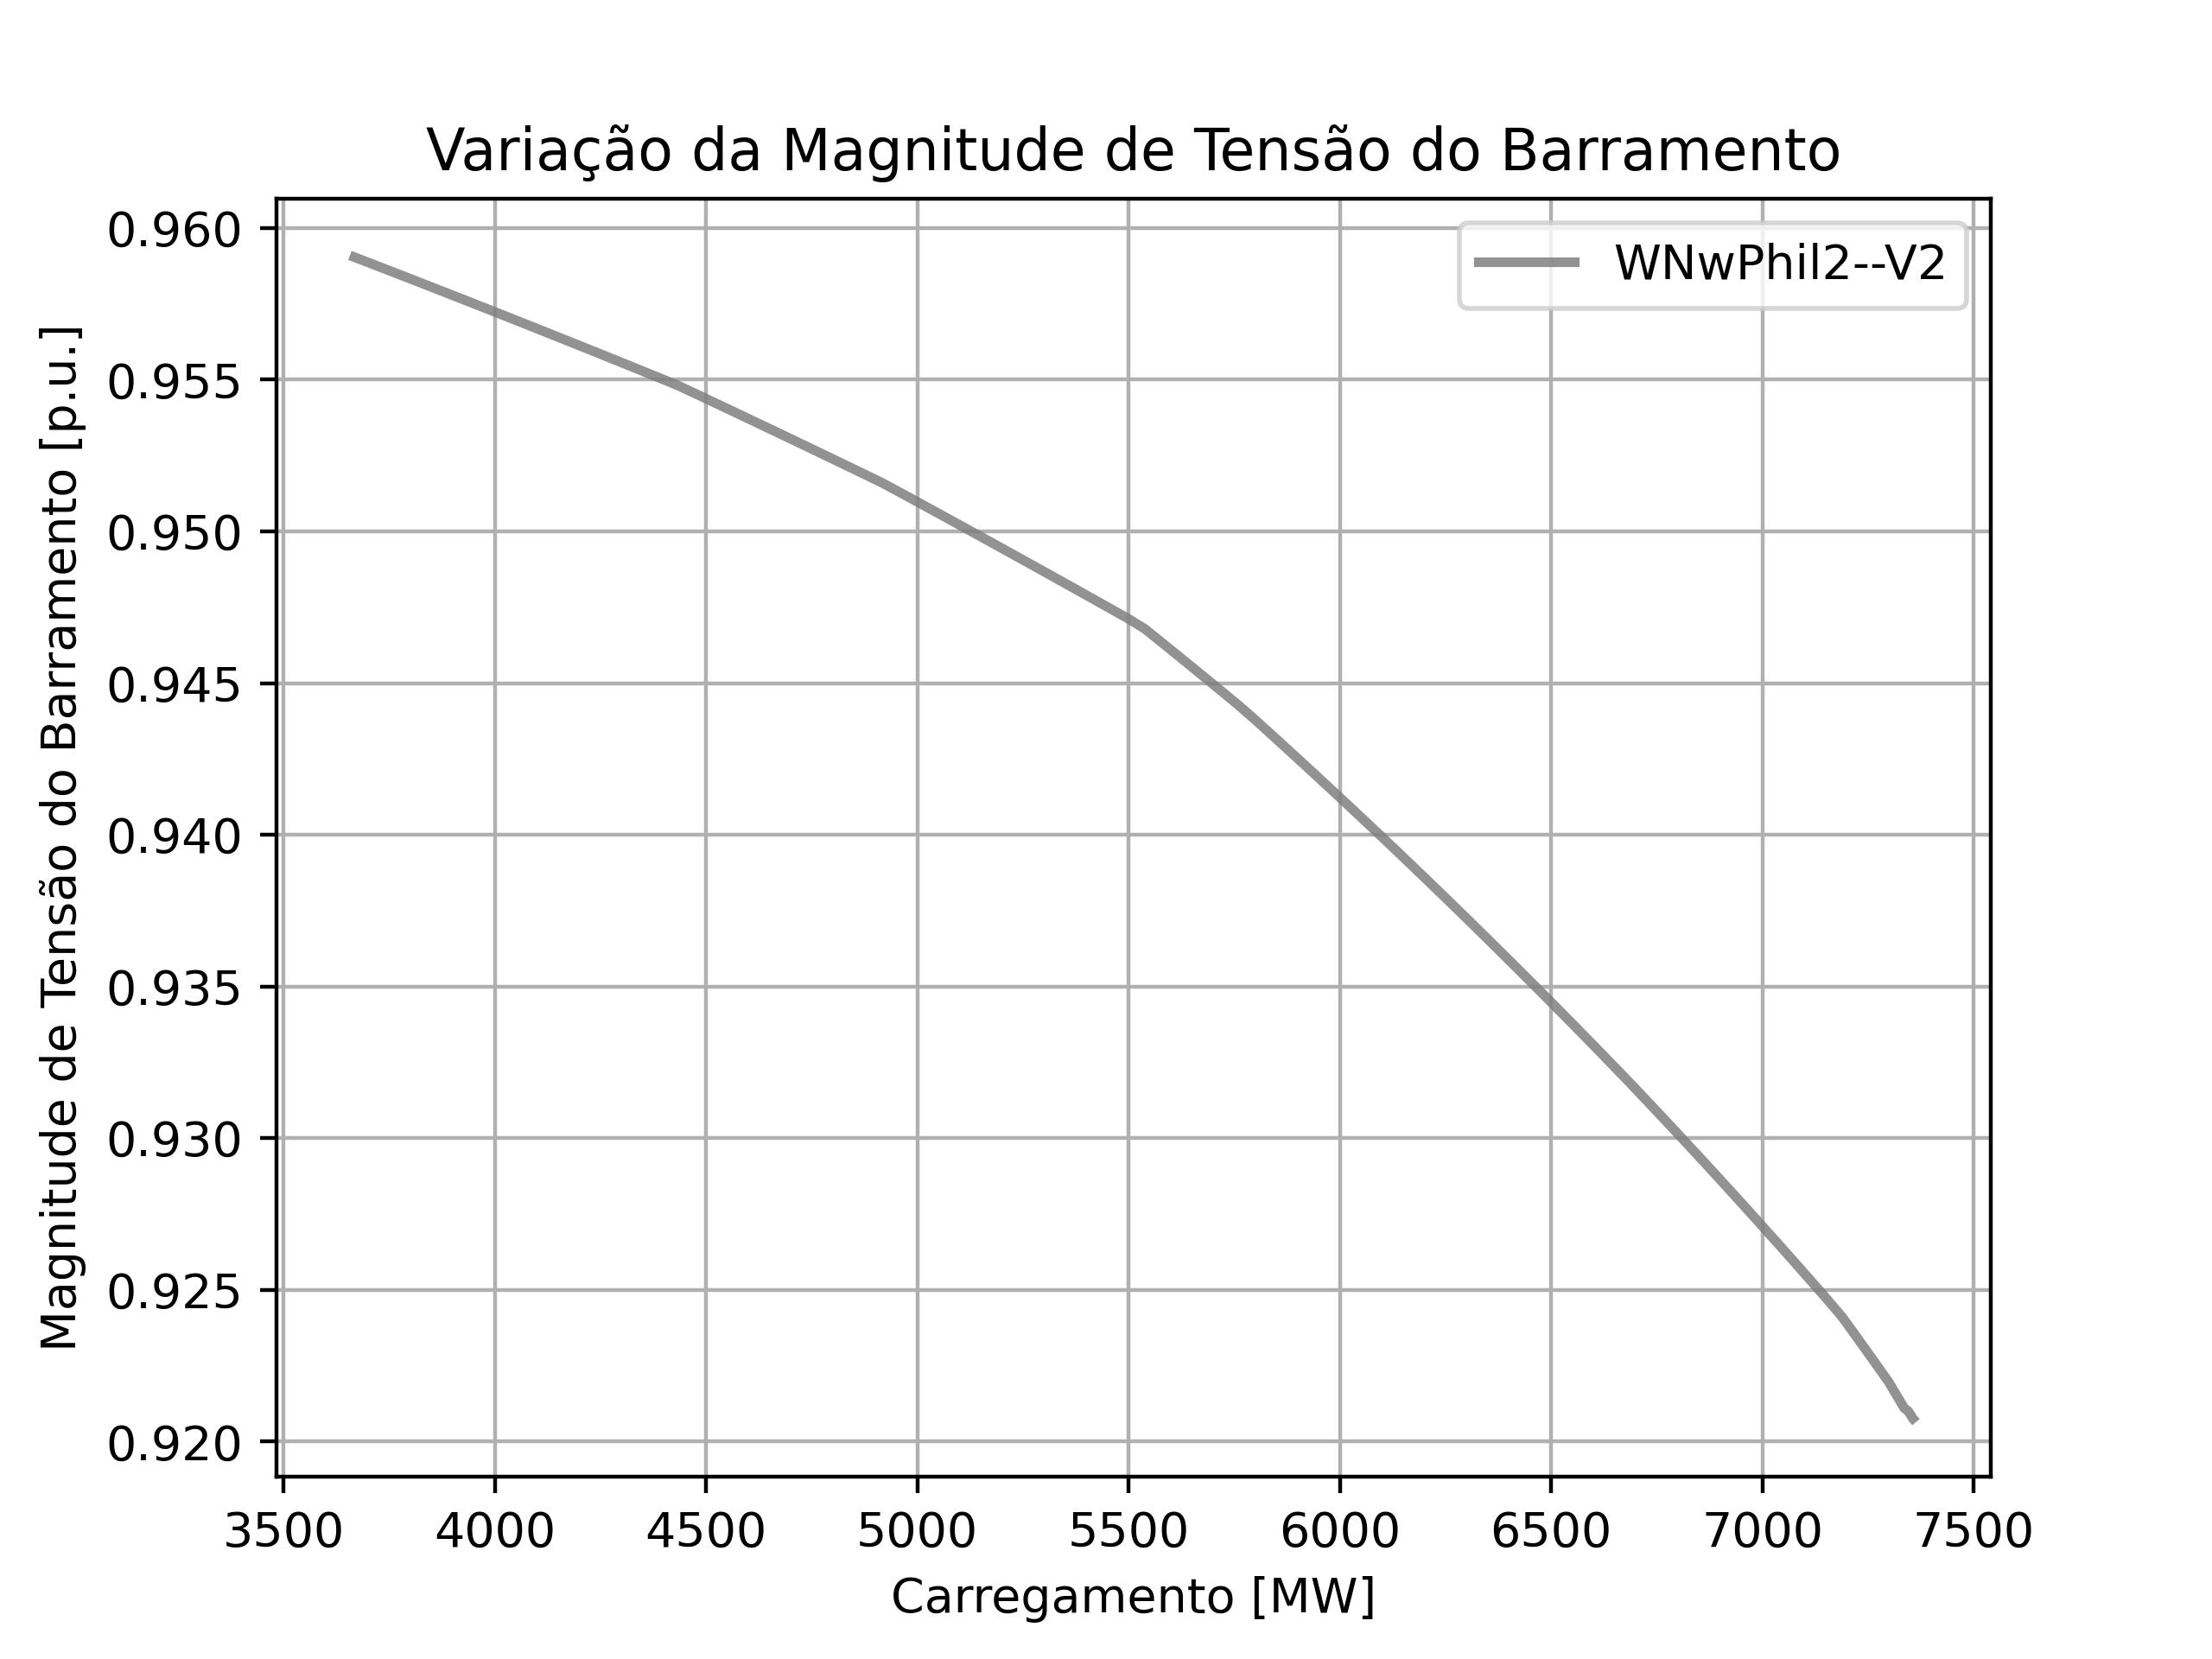 Variação da Magnitude de Tensão do Barramento
WNwPhil2--V2
Magnitude de Tensão do Barramento [p.u.]
0.960
0.955
0.950
0.945
0.940
0.935
0.930
0.925
0.920
3500 4000 4500 5000 5500 6000 6500 7000 7500
Carregamento [MW]